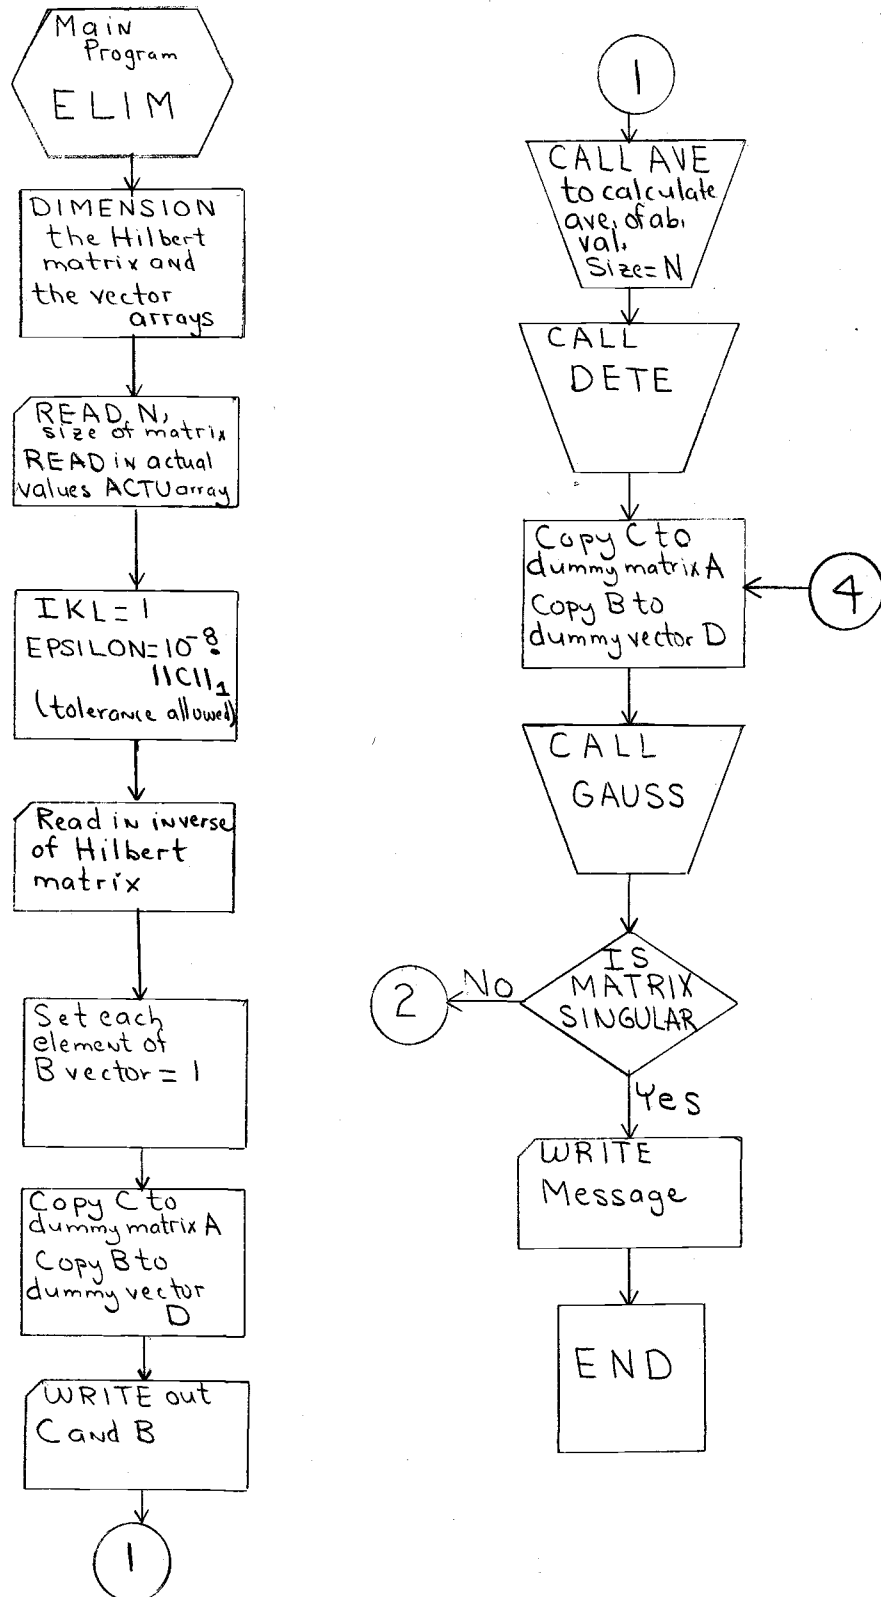 Main
Program
ELIM
DIMENSION
the Hilbert
matrix and
the vector
arrays
READ N,
size of matrix
READ in actual
values ACTU array
IKL = 1
EPSILON = 10⁻⁸ ·
||C||₁
(tolerance allowed)
Read in inverse
of Hilbert
matrix
Set each
element of
B vector = 1
Copy C to
dummy matrix A
Copy B to
dummy vector
D
WRITE out
C and B
1
1
CALL AVE
to calculate
ave. of ab.
val.
Size = N
CALL
DETE
Copy C to
dummy matrix A
Copy B to
dummy vector D
4
CALL
GAUSS
IS
MATRIX
SINGULAR
No
2
Yes
WRITE
Message
END